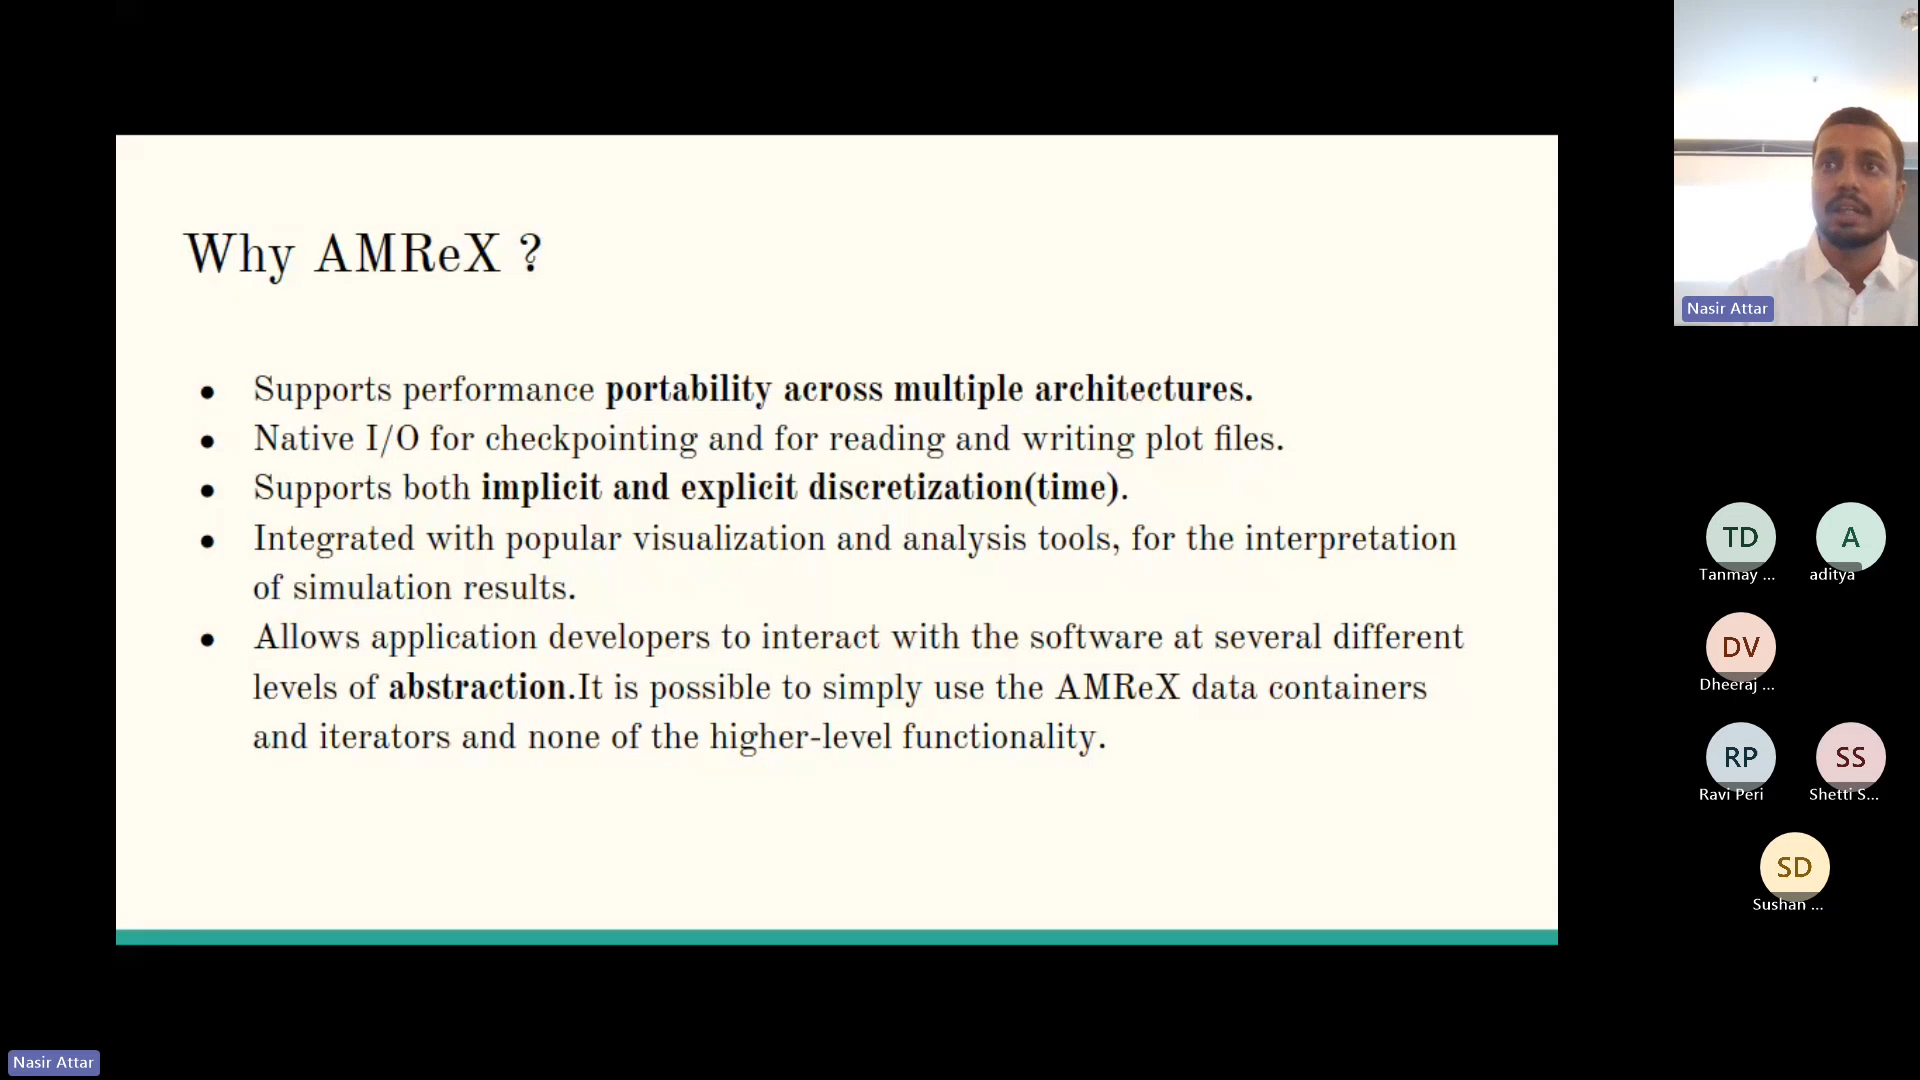 Why AMReX ?
● Supports performance portability across multiple architectures.
● Native I/O for checkpointing and for reading and writing plot files.
● Supports both implicit and explicit discretization(time).
● Integrated with popular visualization and analysis tools, for the interpretation
of simulation results.
● Allows application developers to interact with the software at several different
levels of abstraction.It is possible to simply use the AMReX data containers
and iterators and none of the higher-level functionality.
Nasir Attar
TD
A
Tanmay ...
aditya
DV
Dheeraj ...
RP
SS
Ravi Peri
Shetti S...
SD
Sushan ...
Nasir Attar